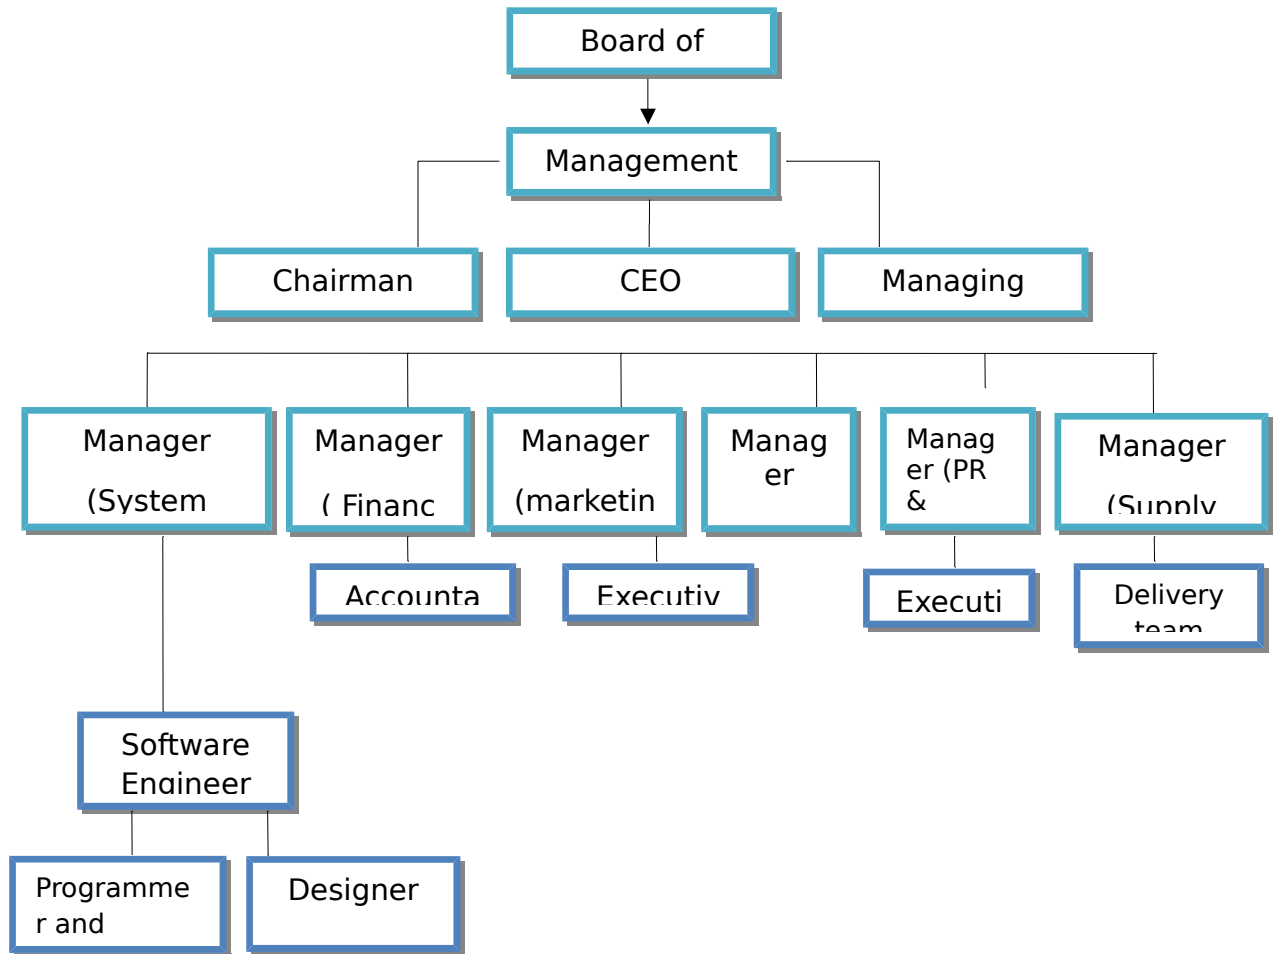 Board of
Management
Chairman
CEO
Managing
Manager
(System
Manager
( Financ
Manager
(marketin
Manag
er
Manag
er (PR
&
Manager
(Supply
Accounta
Executiv
Executi
Delivery
team
Software
Engineer
Programme
r and
Designer